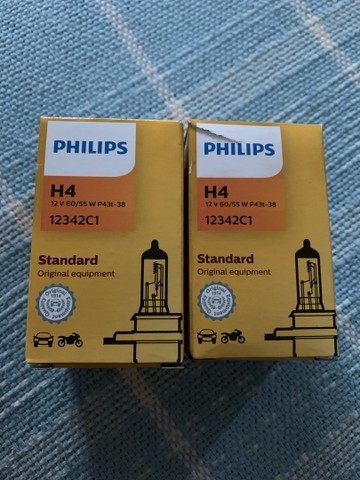 PHILIPS
H4
12 V 60/55 W P43t-38
12342C1
Standard
Original equipment
PHILIPS
H4
12 V 60/55 W P43t-38
12342C1
Standard
Original equipment